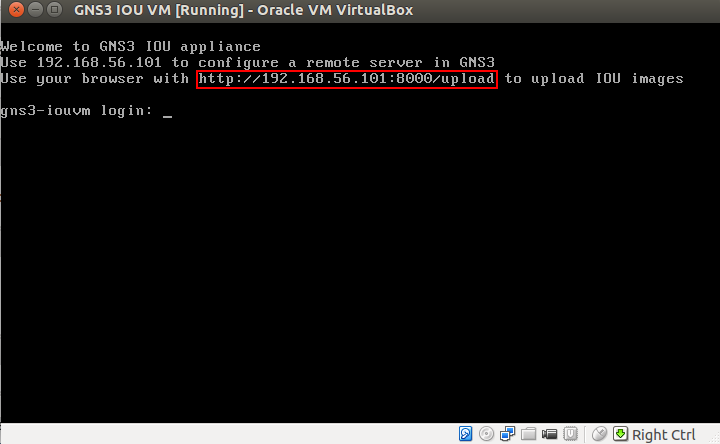 GNS3 IOU VM [Running] - Oracle VM VirtualBox
Welcome to GNS3 IOU appliance
Use 192.168.56.101 to configure a remote server in GNS3
Use your browser with http://192.168.56.101:8000/upload to upload IOU images
gns3-iouvm login: _
Right Ctrl